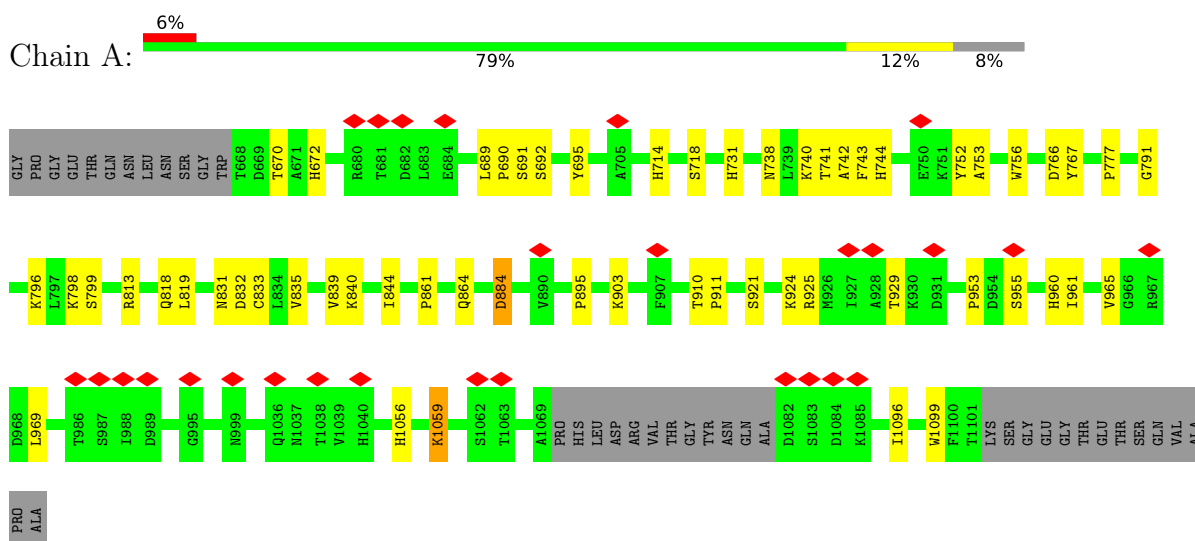 6%
Chain A:
79% 12% 8%
GLY PRO GLY GLU THR GLN ASN LEU ASN SER GLY TRP T668 D669 T670 A671 H672 R680 T681 D682 L683 E684 L689 P690 S691 S692 Y695 A705 H714 S718 H731 N738 L739 K740 T741 A742 F743 H744 E750 K751 Y752 A753 W756 D766 Y767 P777 G791
K796 L797 K798 S799 R813 Q818 L819 N831 D832 C833 L834 V835 V839 K840 I844 P861 Q864 D884 V890 P895 K903 F907 T910 P911 S921 K924 R925 M926 I927 A928 T929 K930 D931 P953 D954 S955 H960 I961 V965 G966 R967
D968 L969 T986 S987 I988 D989 G995 N999 Q1036 N1037 T1038 V1039 H1040 H1056 K1059 S1062 T1063 A1069 PRO HIS LEU ASP ARG VAL THR GLY TYR ASN GLN ALA D1082 S1083 D1084 K1085 I1096 W1099 F1100 T1101 LYS SER GLY GLU GLY THR GLU THR SER GLN VAL ALA
PRO ALA